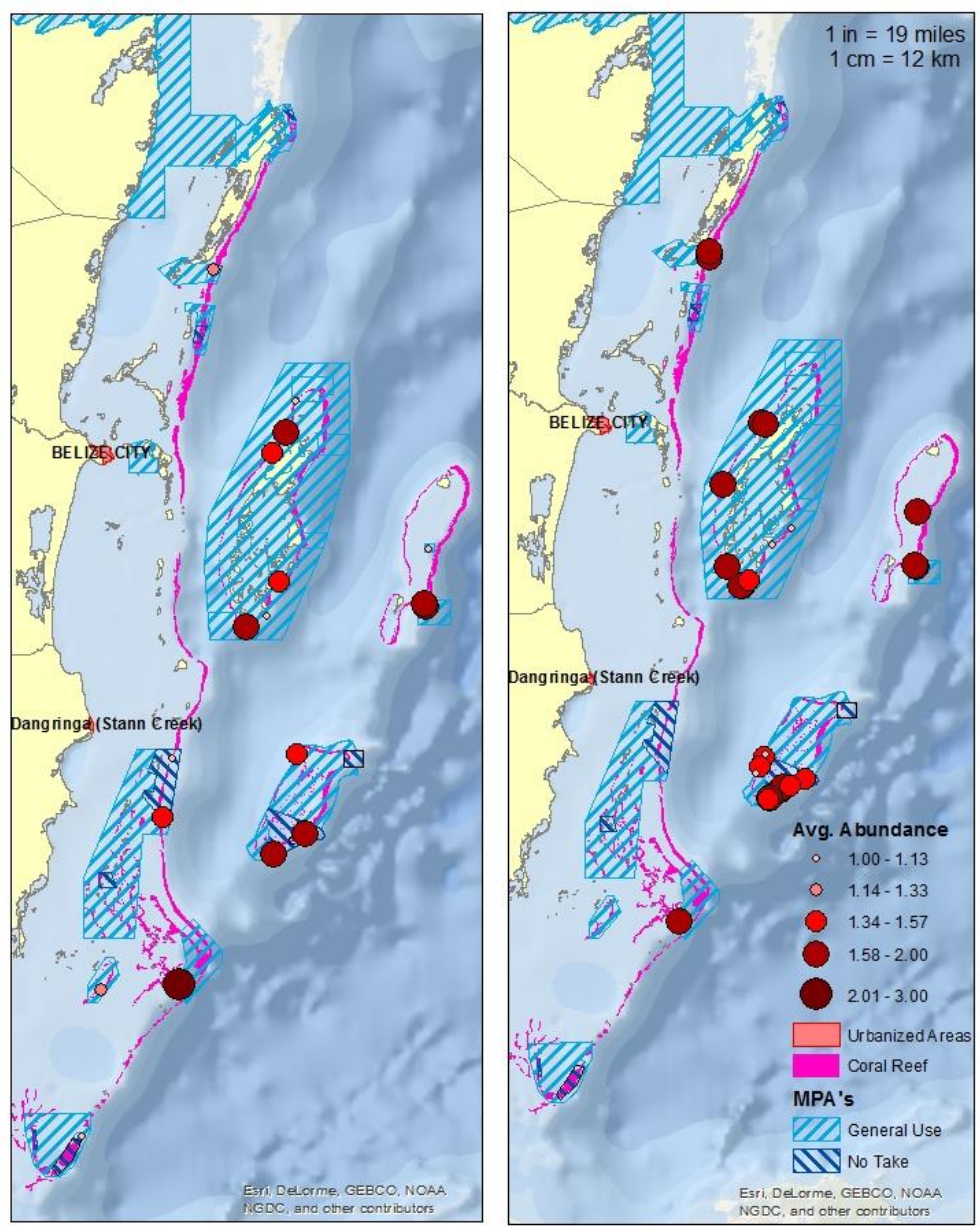 BELIZE CITY
Dangringa (Stann Creek)
Esri, DeLorme, GEBCO, NOAA
NGDC, and other contributors
1 in = 19 miles
1 cm = 12 km
BELIZE CITY
Dangringa (Stann Creek)
Avg. Abundance
1.00 - 1.13
1.14 - 1.33
1.34 - 1.57
1.58 - 2.00
2.01 - 3.00
Urbanized Areas
Coral Reef
MPA's
General Use
No Take
Esri, DeLorme, GEBCO, NOAA
NGDC, and other contributors